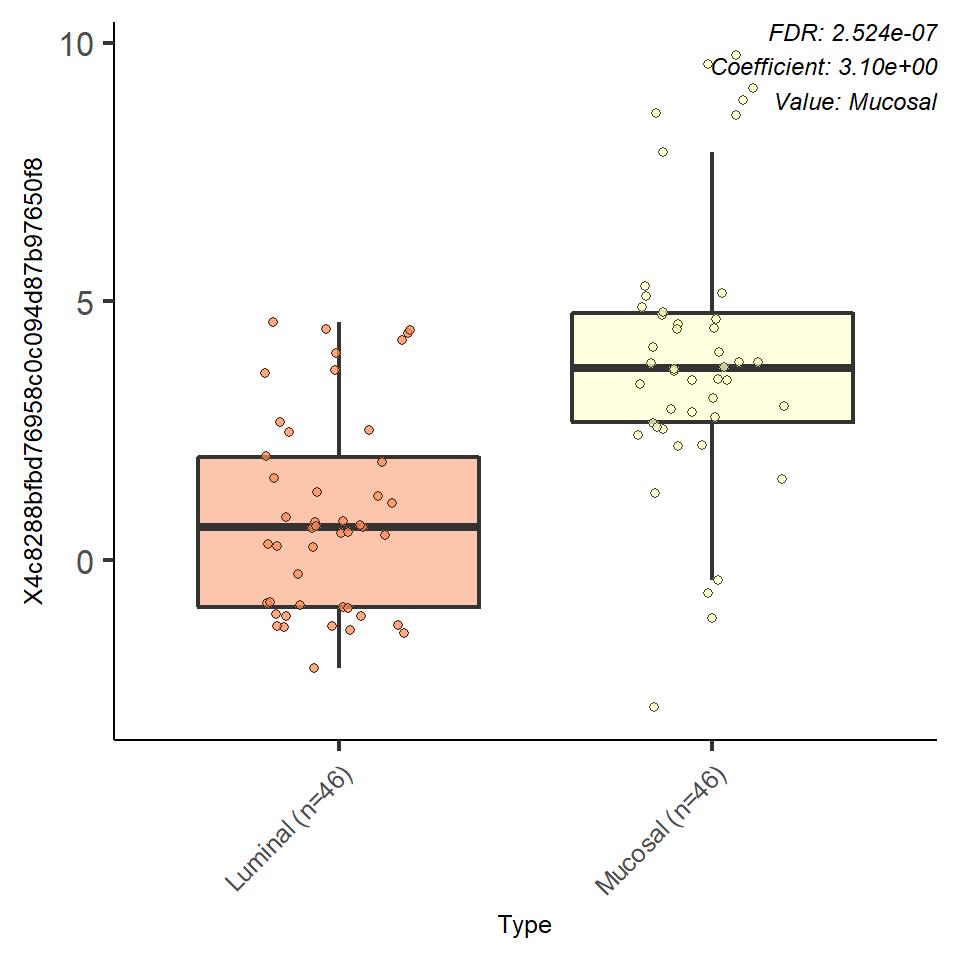 FDR: 2.524e-07
Coefficient: 3.10e+00
Value: Mucosal
10
5
0
X4c8288bfbd76958c0c094d87b97650f8
Luminal (n=46)
Mucosal (n=46)
Type